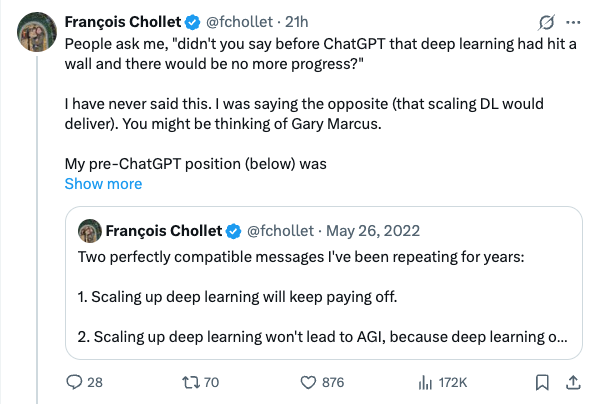 François Chollet @fchollet · 21h
People ask me, "didn't you say before ChatGPT that deep learning had hit a
wall and there would be no more progress?"
I have never said this. I was saying the opposite (that scaling DL would
deliver). You might be thinking of Gary Marcus.
My pre-ChatGPT position (below) was
Show more
François Chollet @fchollet · May 26, 2022
Two perfectly compatible messages I've been repeating for years:
1. Scaling up deep learning will keep paying off.
2. Scaling up deep learning won't lead to AGI, because deep learning o...
28 70 876 172K